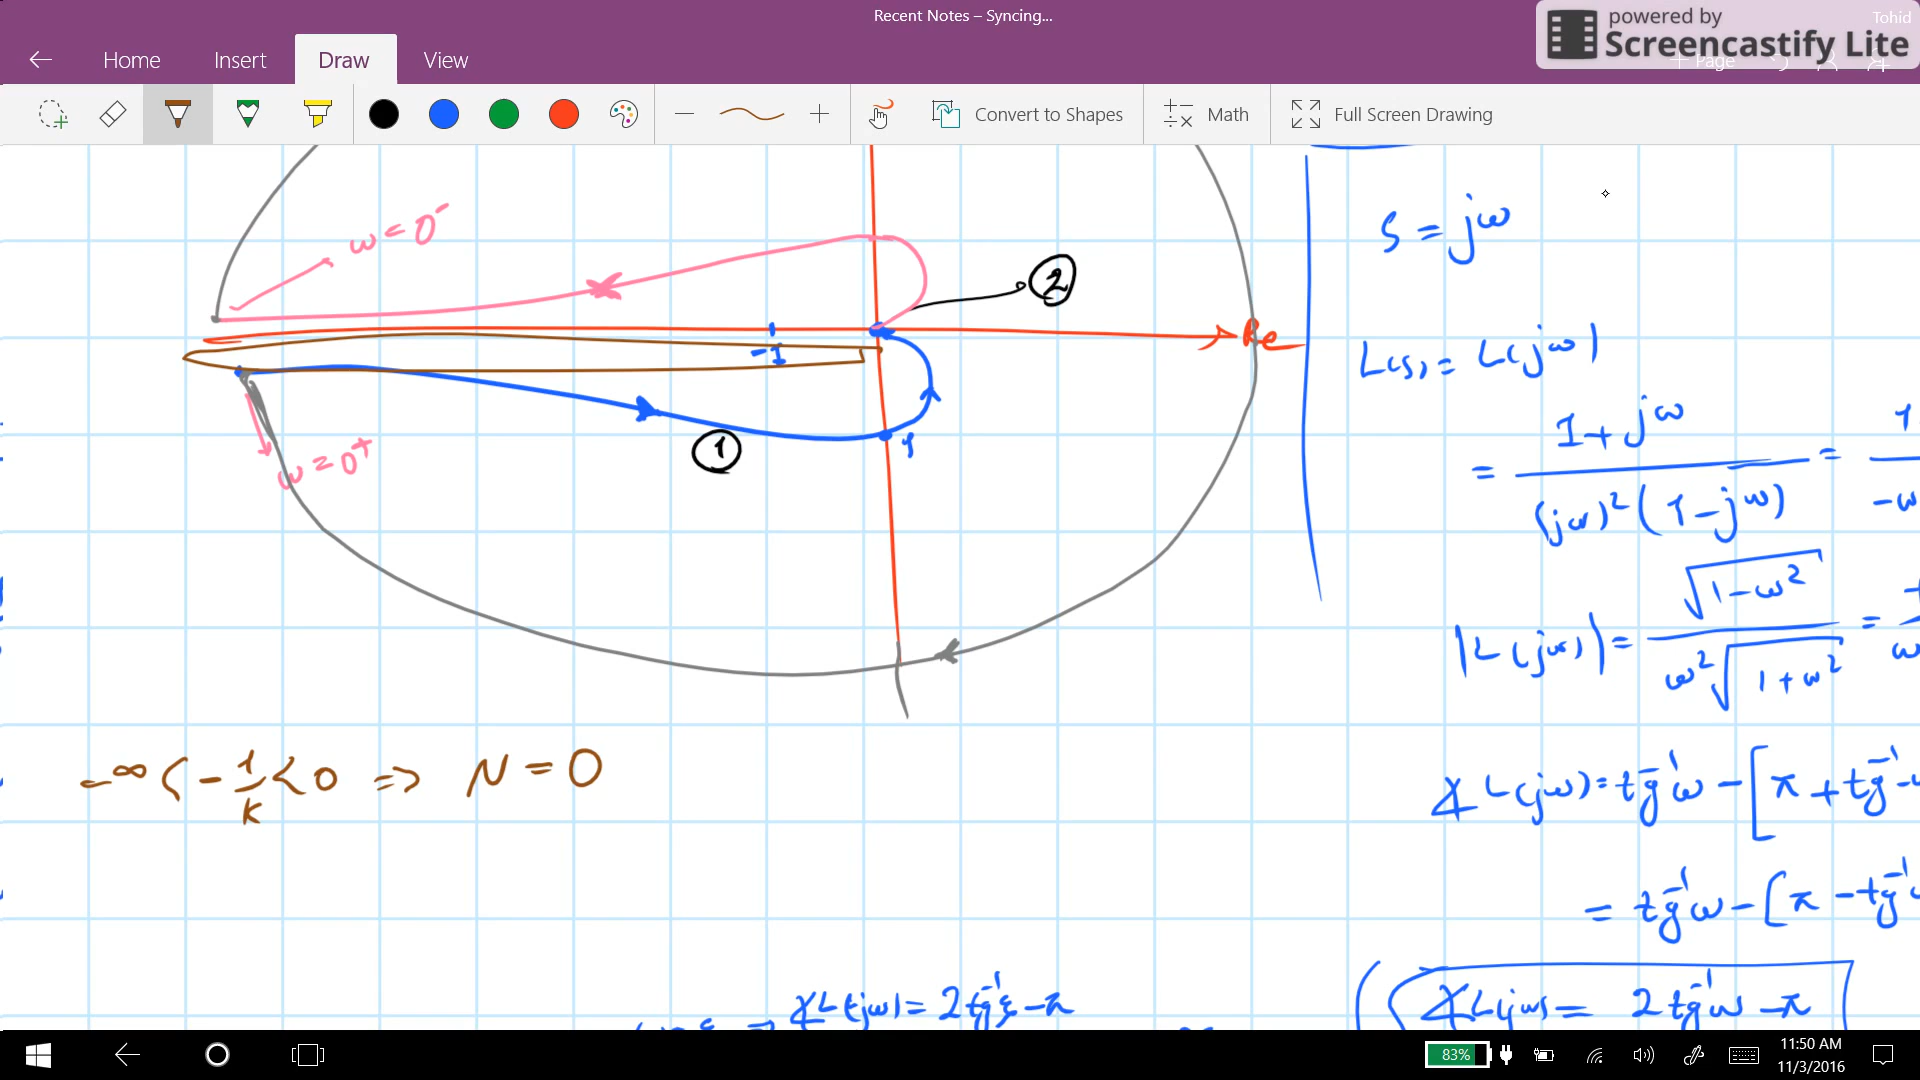 Recent Notes – Syncing...
powered by
Screencastify Lite
Tohid
Home Insert Draw View
+ Page
Convert to Shapes Math Full Screen Drawing
ω = 0⁻
2
-1
Re
ω = 0⁺
1
1
-∞ < -1/k < 0 => N = 0
S = jω
L(s) = L(jω)
= 1 + jω / (jω)² (1 - jω) =
|L(jω)| = √1-ω² / ω² √1+ω² =
∡L(jω) = tg⁻¹ω - [π + tg⁻¹-
= tg⁻¹ω - [π - tg⁻¹
∡L(jω) = 2tg⁻¹ω - π
∡L(jω) = 2tg⁻¹ε - π
83%
11:50 AM
11/3/2016